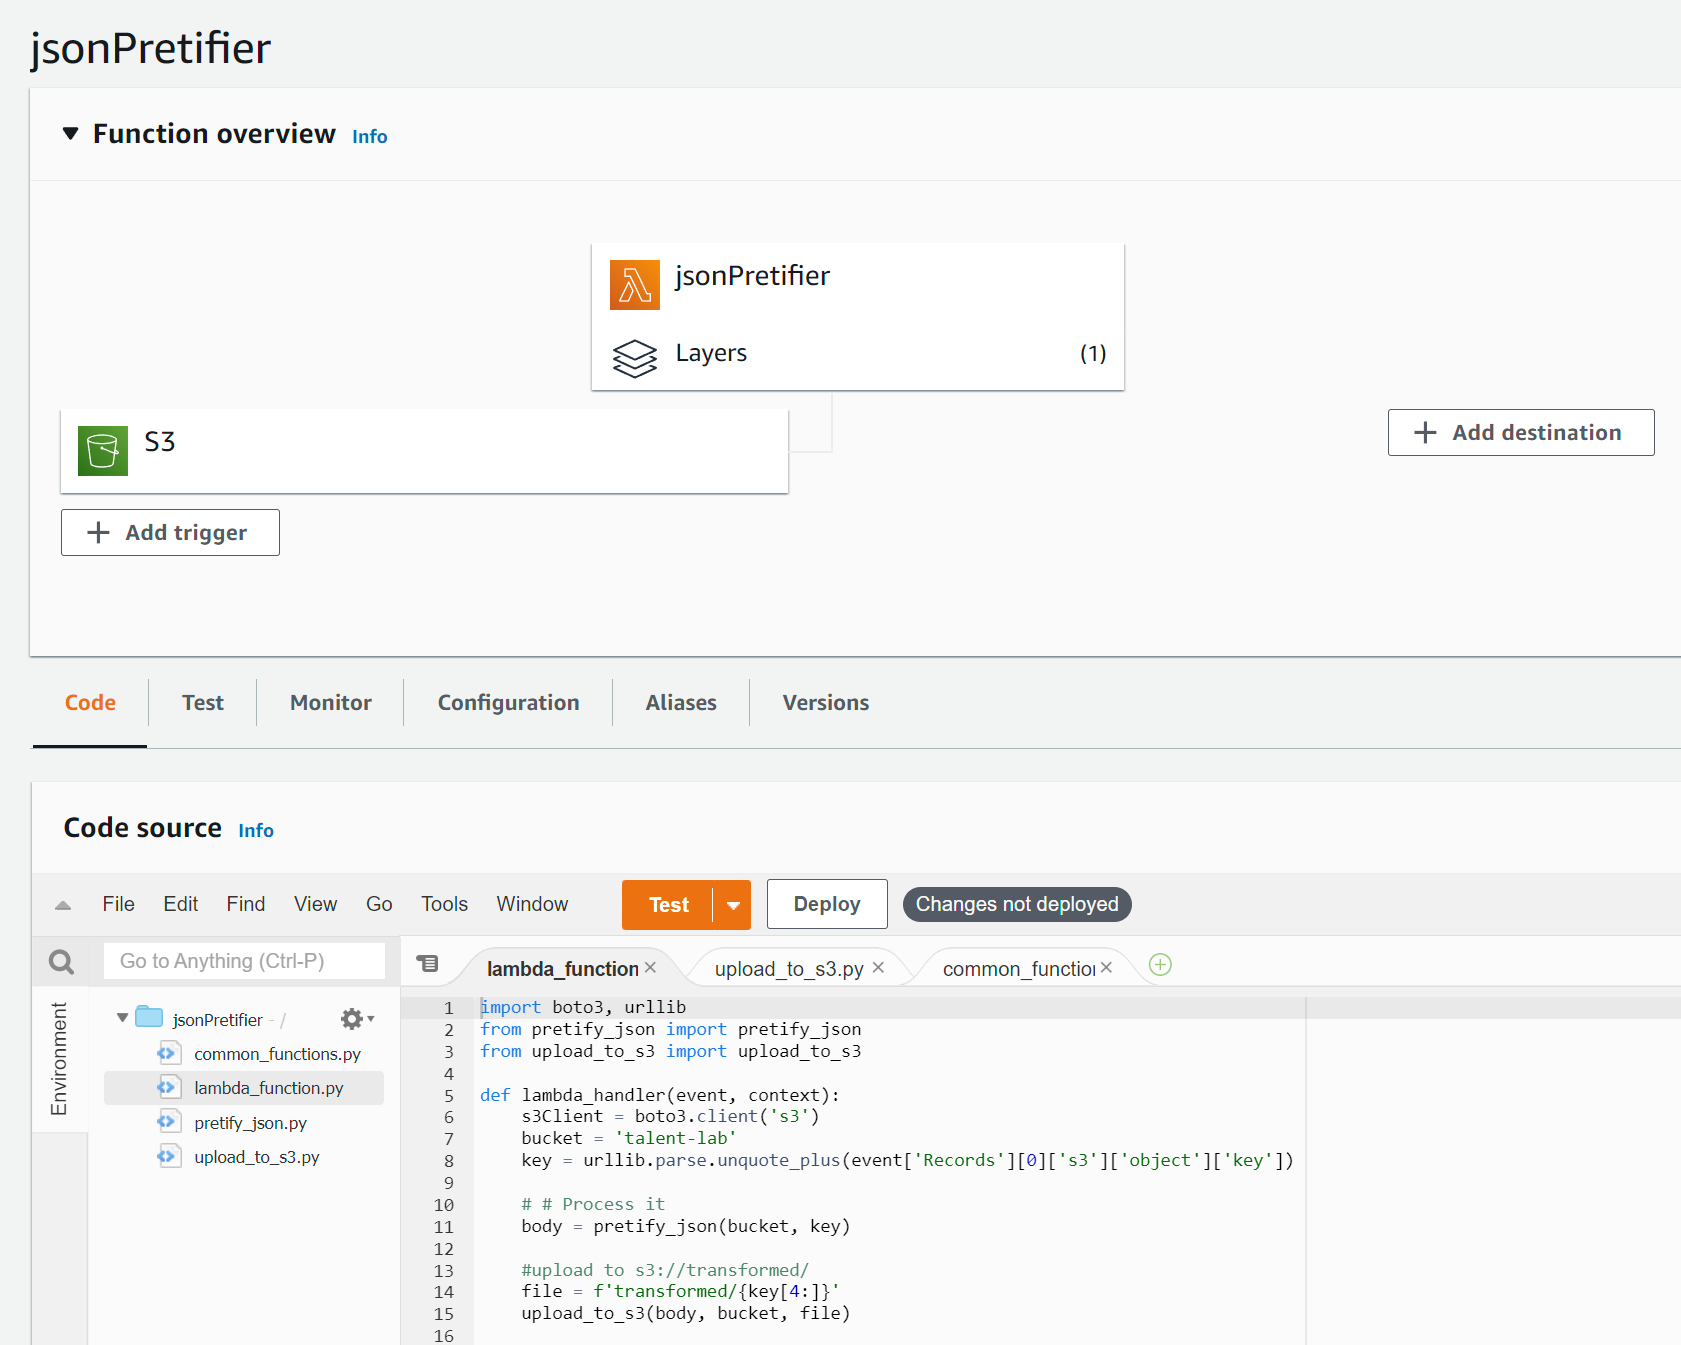 jsonPretifier
Function overview Info
jsonPretifier
Layers (1)
S3
Add destination
Add trigger
Code Test Monitor Configuration Aliases Versions
Code source Info
File Edit Find View Go Tools Window Test Deploy Changes not deployed
Go to Anything (Ctrl-P)
lambda_function upload_to_s3.py common_function
Environment
jsonPretifier - /
common_functions.py
lambda_function.py
pretify_json.py
upload_to_s3.py
1 import boto3, urllib
2 from pretify_json import pretify_json
3 from upload_to_s3 import upload_to_s3
4
5 def lambda_handler(event, context):
6     s3Client = boto3.client('s3')
7     bucket = 'talent-lab'
8     key = urllib.parse.unquote_plus(event['Records'][0]['s3']['object']['key'])
9
10     # # Process it
11     body = pretify_json(bucket, key)
12
13     #upload to s3://transformed/
14     file = f'transformed/{key[4:]}'
15     upload_to_s3(body, bucket, file)
16